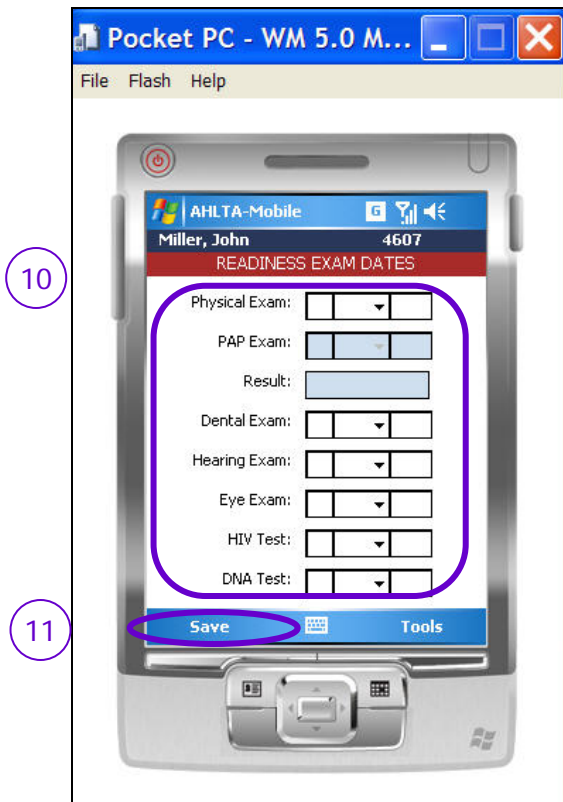 Pocket PC - WM 5.0 M...
File Flash Help
AHLTA-Mobile G
Miller, John 4607
READINESS EXAM DATES
10
Physical Exam:
PAP Exam:
Result:
Dental Exam:
Hearing Exam:
Eye Exam:
HIV Test:
DNA Test:
11
Save Tools